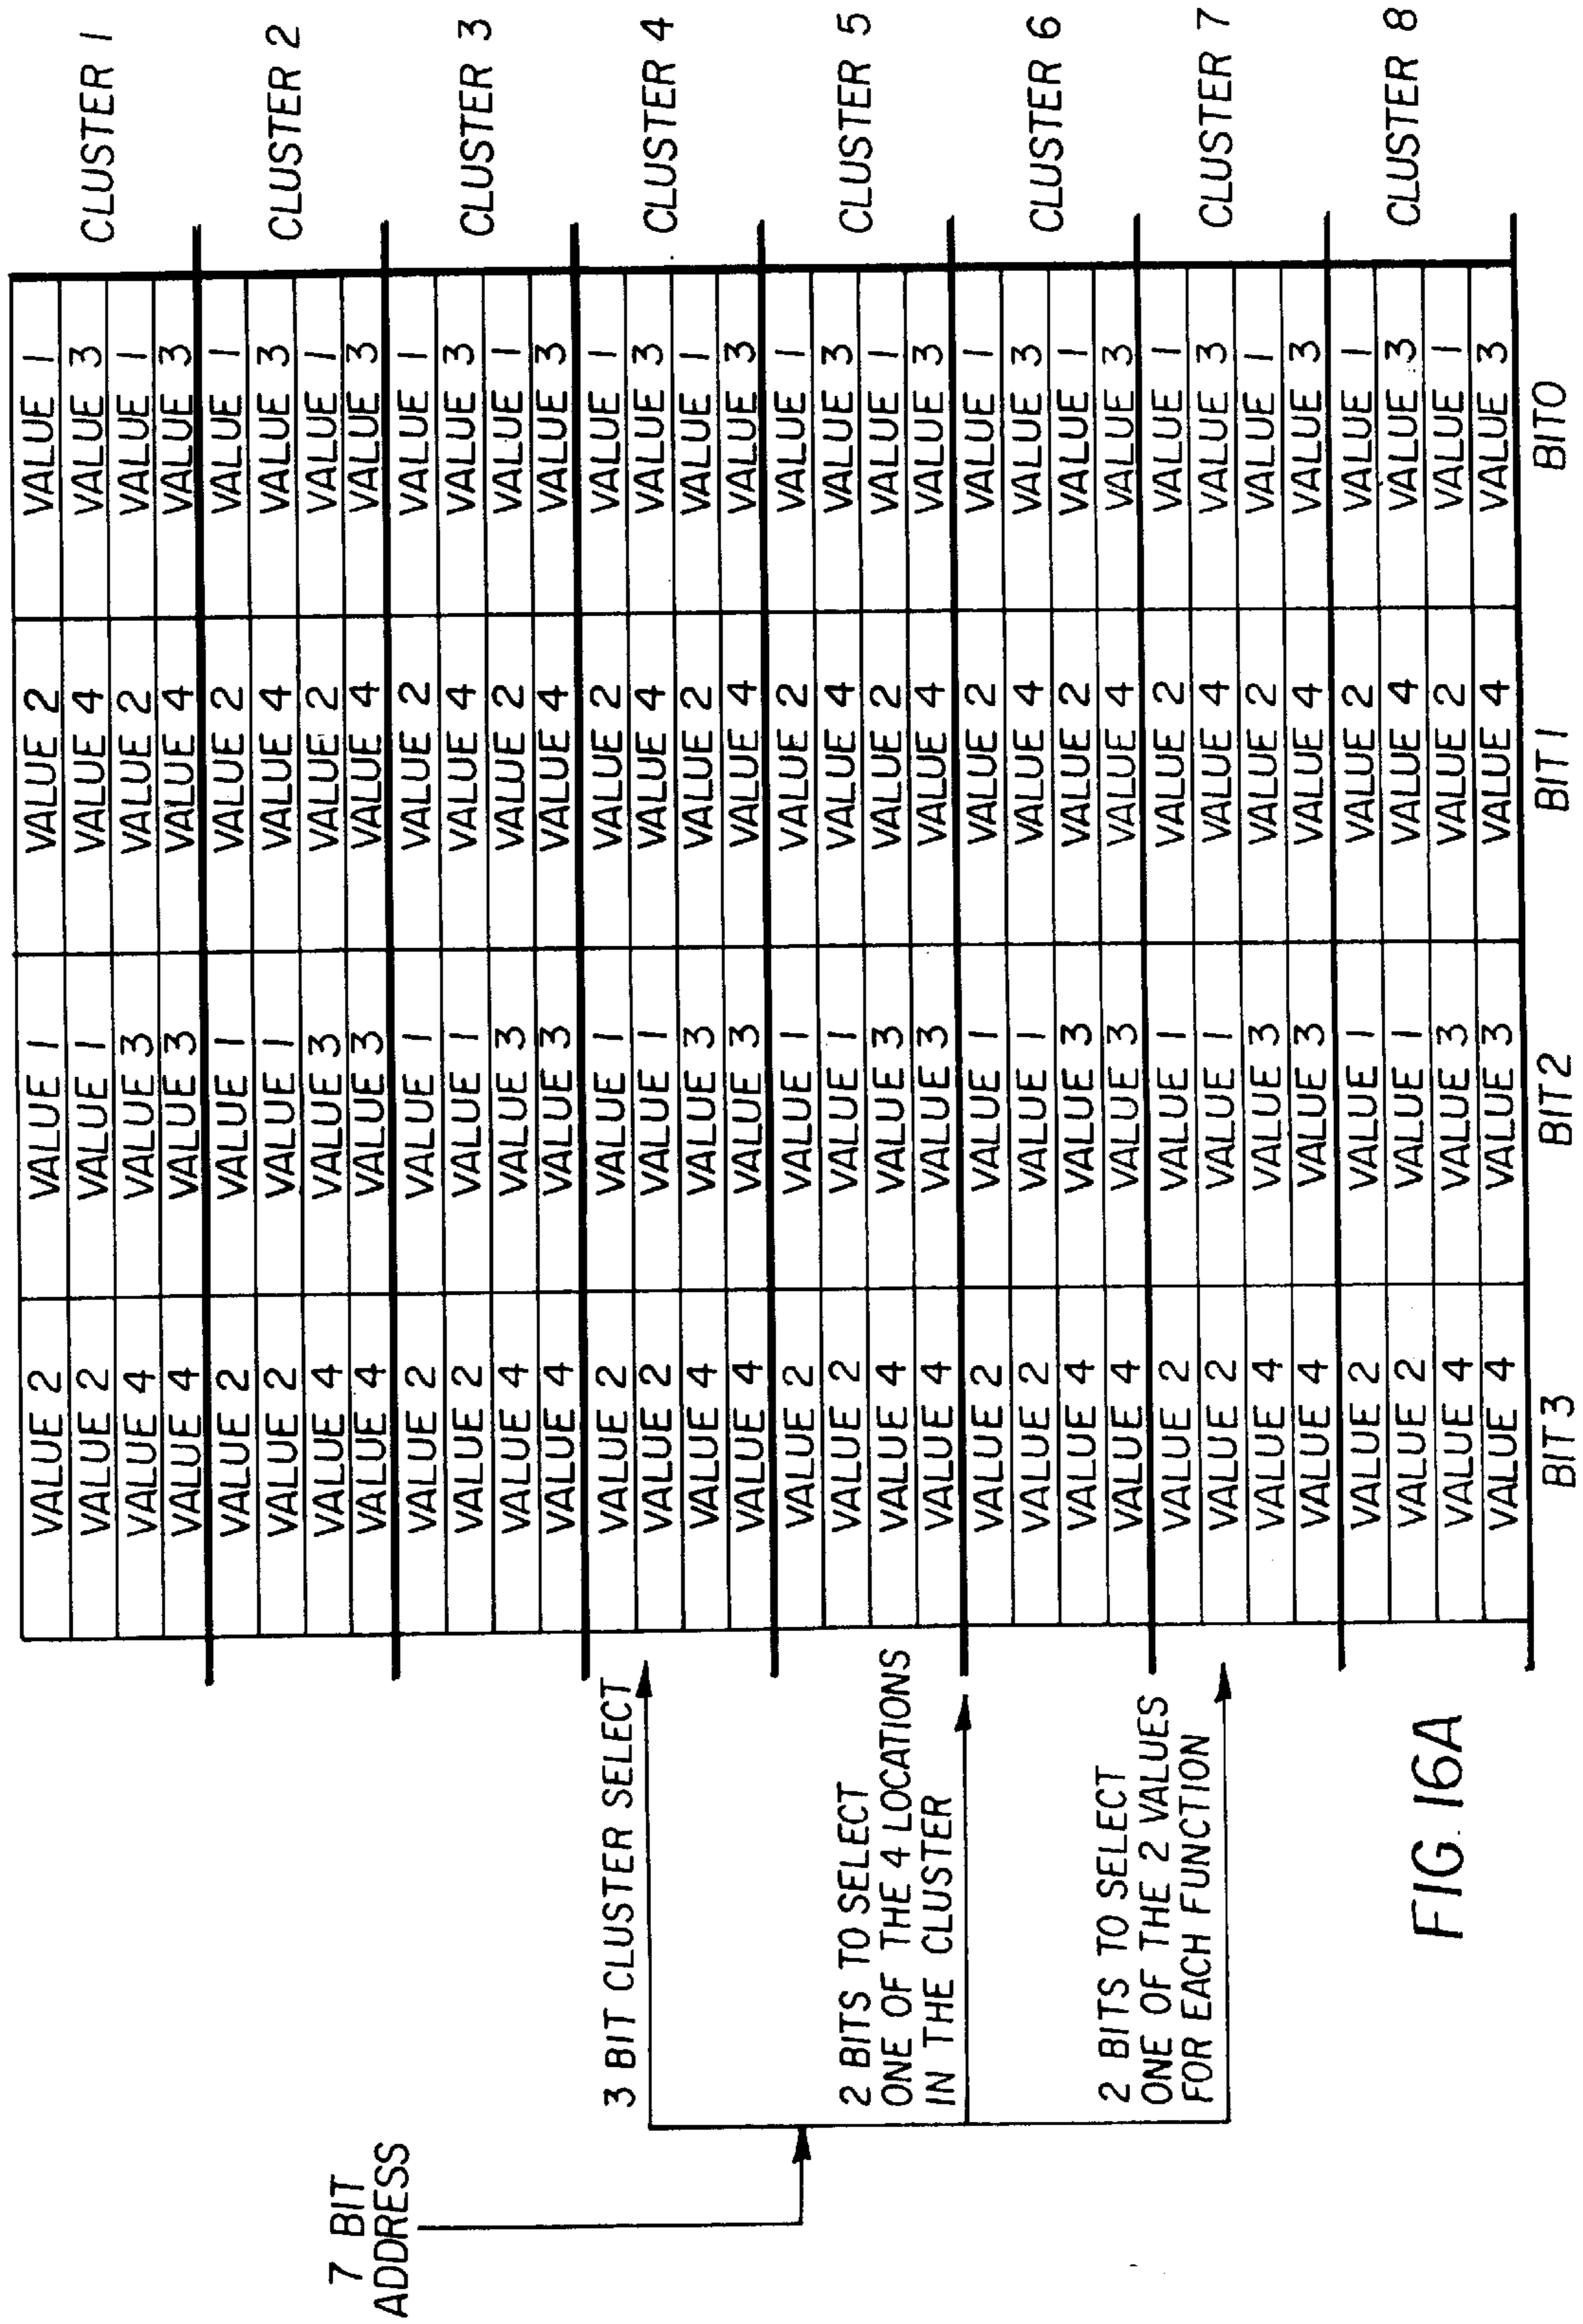 7 BIT
ADDRESS
3 BIT CLUSTER SELECT
2 BITS TO SELECT
ONE OF THE 4 LOCATIONS
IN THE CLUSTER
2 BITS TO SELECT
ONE OF THE 2 VALUES
FOR EACH FUNCTION
VALUE 2 VALUE 1 VALUE 2 VALUE 1
VALUE 2 VALUE 1 VALUE 4 VALUE 3
VALUE 4 VALUE 3 VALUE 2 VALUE 1
VALUE 4 VALUE 3 VALUE 4 VALUE 3
CLUSTER 1
VALUE 2 VALUE 1 VALUE 2 VALUE 1
VALUE 2 VALUE 1 VALUE 4 VALUE 3
VALUE 4 VALUE 3 VALUE 2 VALUE 1
VALUE 4 VALUE 3 VALUE 4 VALUE 3
CLUSTER 2
VALUE 2 VALUE 1 VALUE 2 VALUE 1
VALUE 2 VALUE 1 VALUE 4 VALUE 3
VALUE 4 VALUE 3 VALUE 2 VALUE 1
VALUE 4 VALUE 3 VALUE 4 VALUE 3
CLUSTER 3
VALUE 2 VALUE 1 VALUE 2 VALUE 1
VALUE 2 VALUE 1 VALUE 4 VALUE 3
VALUE 4 VALUE 3 VALUE 2 VALUE 1
VALUE 4 VALUE 3 VALUE 4 VALUE 3
CLUSTER 4
VALUE 2 VALUE 1 VALUE 2 VALUE 1
VALUE 2 VALUE 1 VALUE 4 VALUE 3
VALUE 4 VALUE 3 VALUE 2 VALUE 1
VALUE 4 VALUE 3 VALUE 4 VALUE 3
CLUSTER 5
VALUE 2 VALUE 1 VALUE 2 VALUE 1
VALUE 2 VALUE 1 VALUE 4 VALUE 3
VALUE 4 VALUE 3 VALUE 2 VALUE 1
VALUE 4 VALUE 3 VALUE 4 VALUE 3
CLUSTER 6
VALUE 2 VALUE 1 VALUE 2 VALUE 1
VALUE 2 VALUE 1 VALUE 4 VALUE 3
VALUE 4 VALUE 3 VALUE 2 VALUE 1
VALUE 4 VALUE 3 VALUE 4 VALUE 3
CLUSTER 7
VALUE 2 VALUE 1 VALUE 2 VALUE 1
VALUE 2 VALUE 1 VALUE 4 VALUE 3
VALUE 4 VALUE 3 VALUE 2 VALUE 1
VALUE 4 VALUE 3 VALUE 4 VALUE 3
CLUSTER 8
BIT3 BIT2 BIT1 BIT0
FIG. 16A